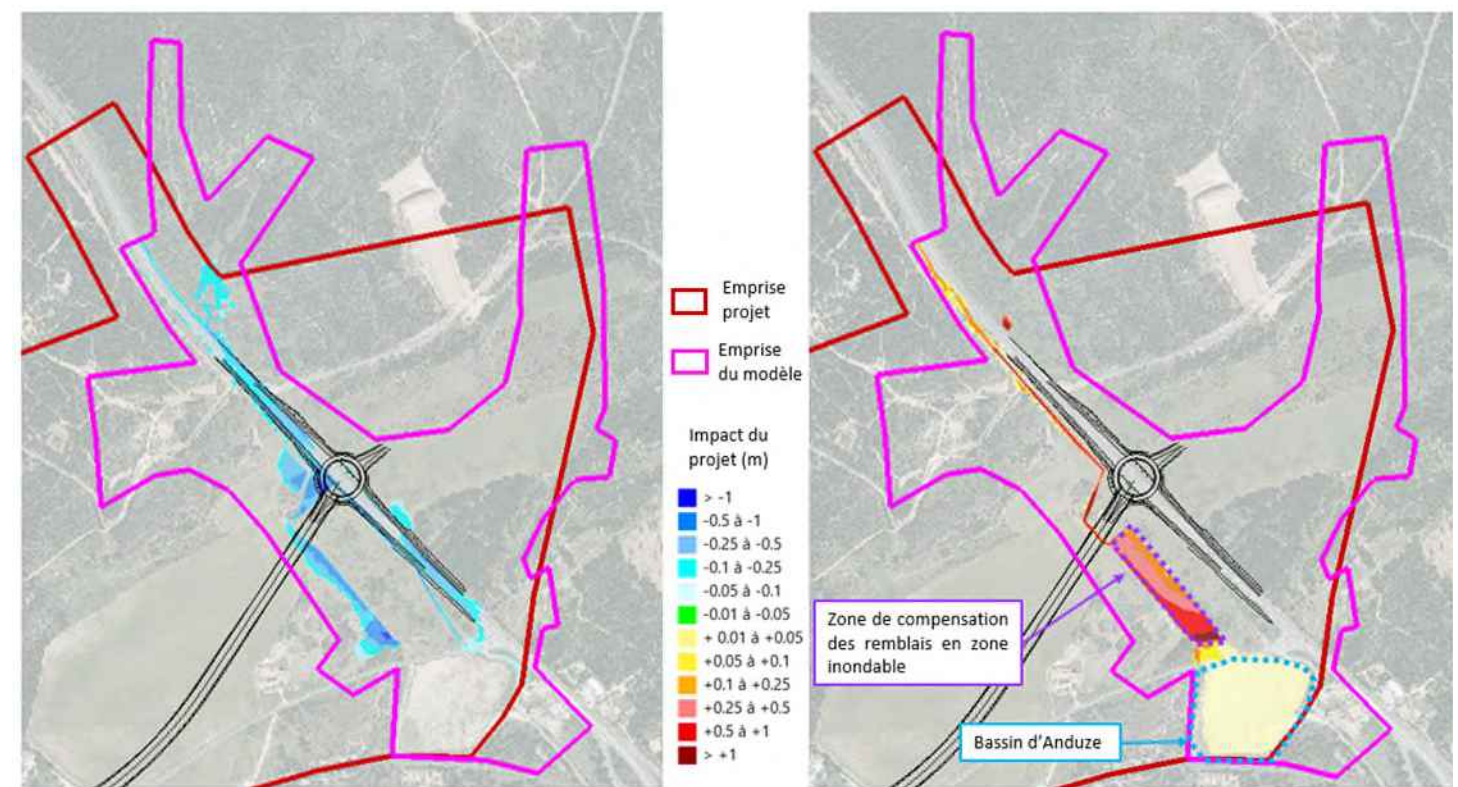 Emprise
projet
Emprise
du modèle
Impact du
projet (m)
> -1
-0.5 à -1
-0.25 à -0.5
-0.1 à -0.25
-0.05 à -0.1
-0.01 à -0.05
+ 0.01 à +0.05
+0.05 à +0.1
+0.1 à +0.25
+0.25 à +0.5
+0.5 à +1
> +1
Zone de compensation
des remblais en zone
inondable
Bassin d'Anduze